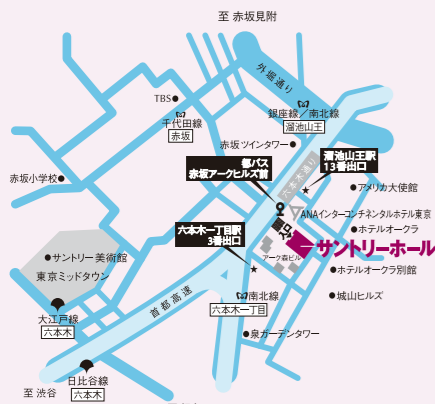 至 赤坂見附
外堀通り
TBS
千代田線
赤坂
銀座線／南北線
溜池山王
赤坂ツインタワー
六本木通り
溜池山王駅
13番出口
都バス
赤坂アークヒルズ前
赤坂小学校
アメリカ大使館
ANAインターコンチネンタルホテル東京
ホテルオークラ
六本木一丁目駅
3番出口
サントリーホール
サントリー美術館
東京ミッドタウン
アーク森ビル
ホテルオークラ別館
首都高速
南北線
六本木一丁目
城山ヒルズ
大江戸線
六本木
泉ガーデンタワー
日比谷線
六本木
至 渋谷